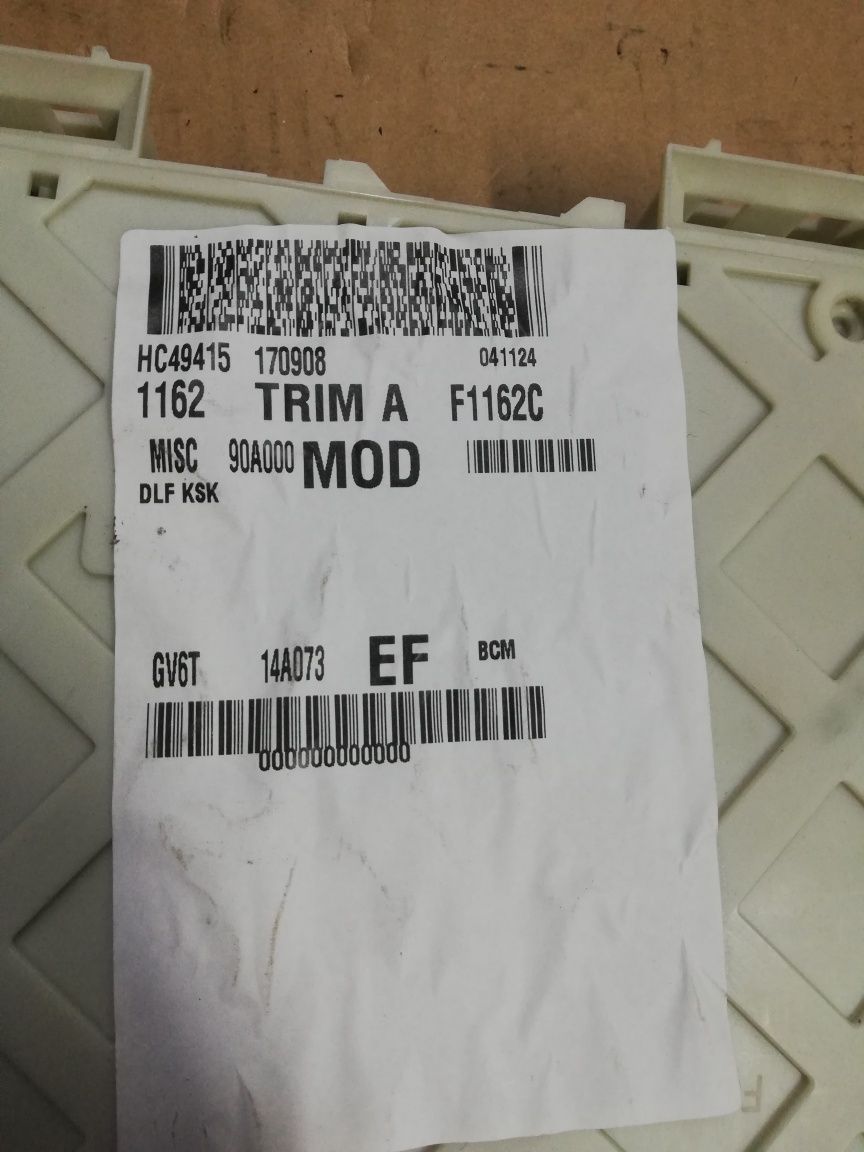 HC49415 170908 041124
1162 TRIM A F1162C
MISC 90A000 MOD
DLF KSK
GV6T 14A073 EF BCM
000000000000
F